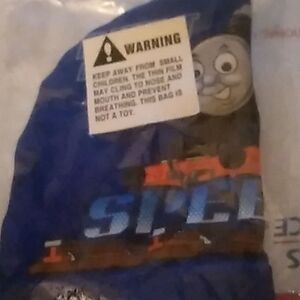 WARNING
KEEP AWAY FROM SMALL
CHILDREN. THE THIN FILM
MAY CLING TO NOSE AND
MOUTH AND PREVENT
BREATHING. THIS BAG IS
NOT A TOY.
SPEE